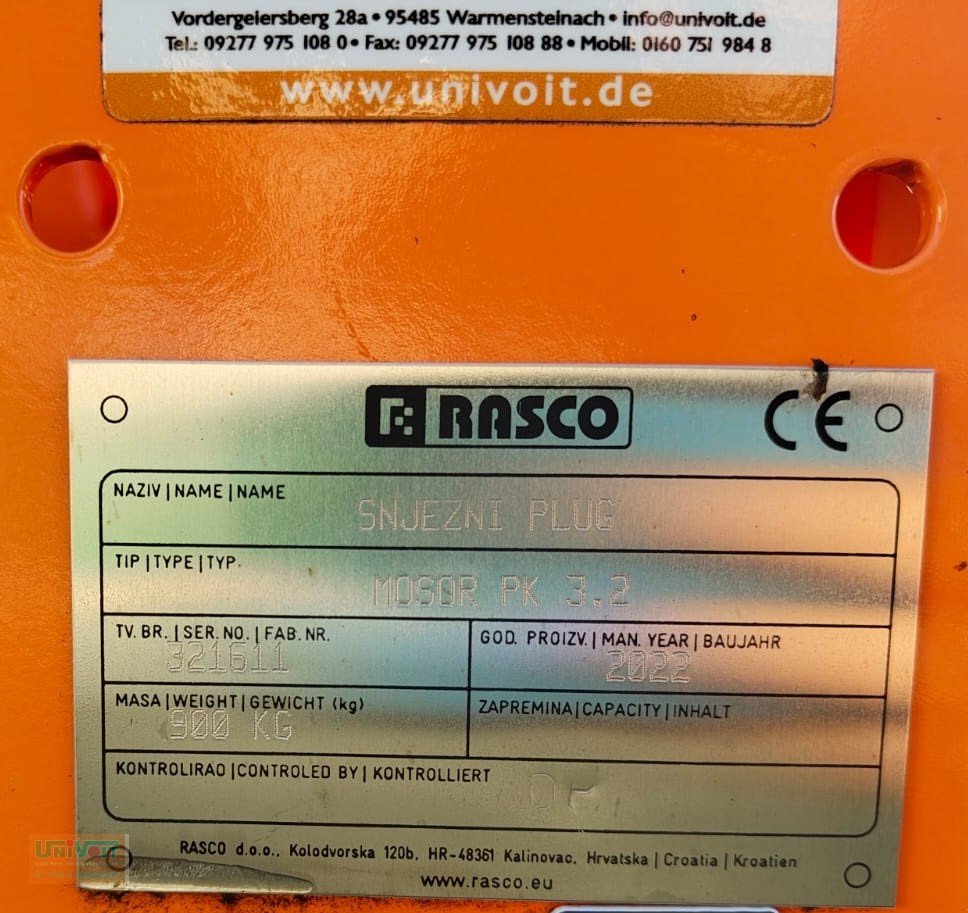 Vordergeiersberg 28a • 95485 Warmensteinach • info@univoit.de
Tel.: 09277 975 108 0 • Fax: 09277 975 108 88 • Mobil: 0160 751 984 8
www.univoit.de
RASCO CE
NAZIV | NAME | NAME
SNJEZNI PLUG
TIP | TYPE | TYP
MOSOR PK 3.2
TV. BR. | SER. NO. | FAB. NR.
321611
GOD. PROIZV. | MAN. YEAR | BAUJAHR
2022
MASA | WEIGHT | GEWICHT (kg)
900 KG
ZAPREMINA | CAPACITY | INHALT
KONTROLIRAO | CONTROLED BY | KONTROLLIERT
RASCO d.o.o., Kolodvorska 120b, HR-48361 Kalinovac, Hrvatska | Croatia | Kroatien
www.rasco.eu
UNIVOIT